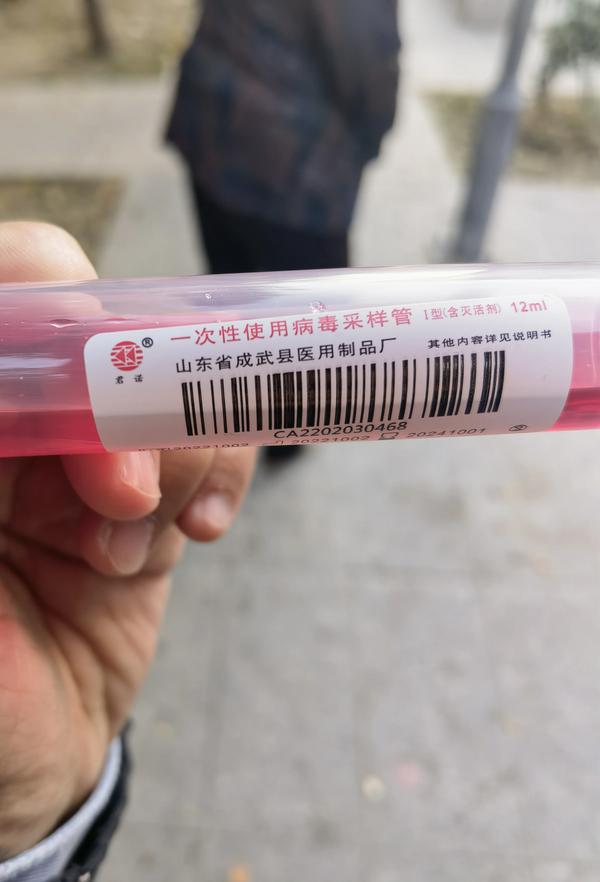 一次性使用病毒采样管 I型(含灭活剂) 12ml
®
君诺
山东省成武县医用制品厂 其他内容详见说明书
CA2202030468
20221002 20221002 20241001